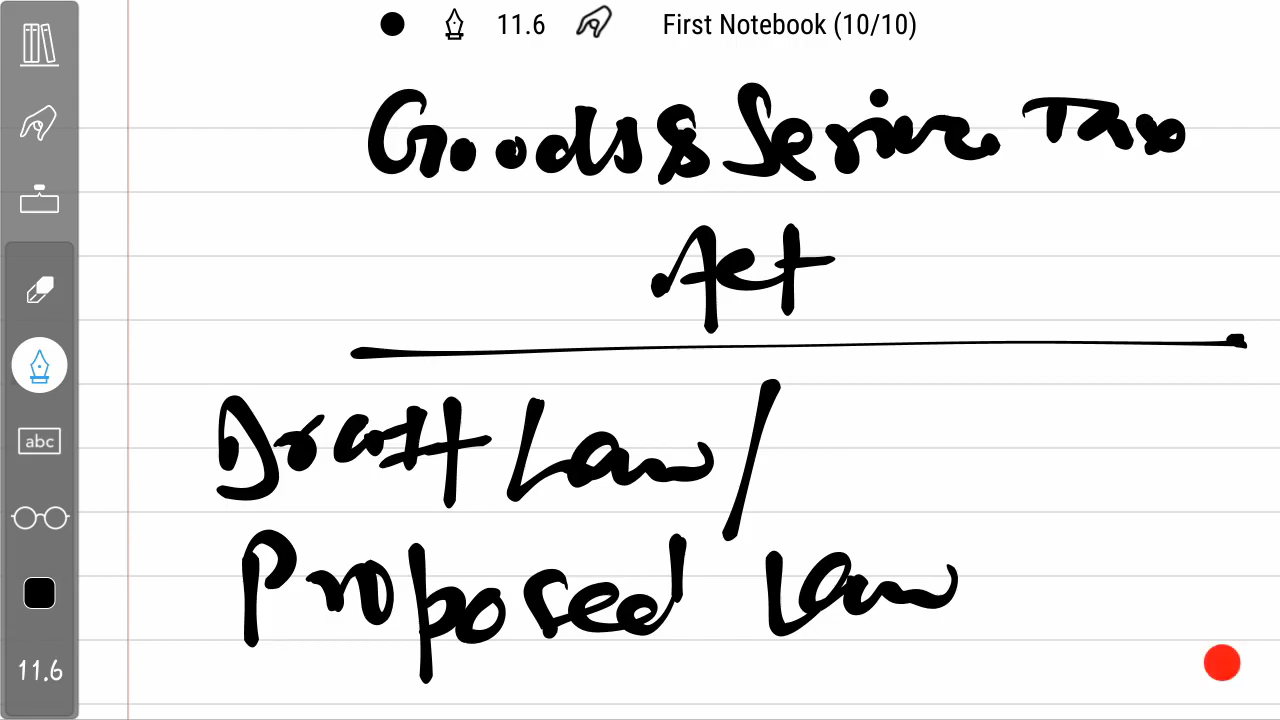 11.6 First Notebook (10/10)
Goods & Service Tax
Act
Draft Law/
Proposed Law
abc
11.6